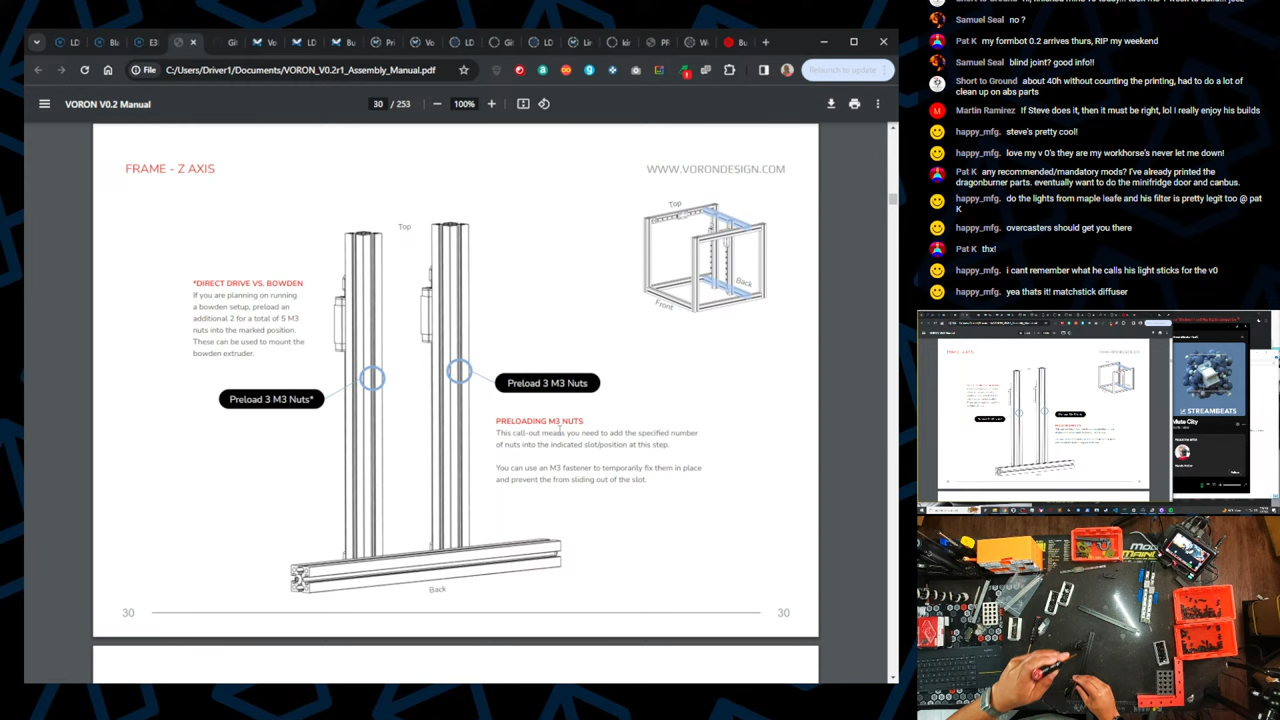 C:/Users/Driver1/Documents/VORON_V0.2r1_Assembly_Manual.pdf
File
Relaunch to update
VORON V0.2 Manual
30 / 253
100%
FRAME - Z AXIS
WWW.VORONDESIGN.COM
Top
Top
Back
Front
*DIRECT DRIVE VS. BOWDEN
If you are planning on running
a bowden setup, preload an
additional 2 for a total of 5 M3
nuts into the marked position.
These can be used to mount the
bowden extruder.
Preload 3 M3 Nuts*
Preload 3 M3 Nuts
PRELOADING M3 NUTS
This call-out means you need to add the specified number
of nuts into the indicated slot/position at this step.
You can use an M3 fastener to temporarily fix them in place
and prevent the from sliding out of the slot.
Back
30
30
Samuel Seal no ?
Pat K my formbot 0.2 arrives thurs, RIP my weekend
Samuel Seal blind joint? good info!!
Short to Ground about 40h without counting the printing, had to do a lot of
clean up on abs parts
Martin Ramirez If Steve does it, then it must be right, lol I really enjoy his builds
happy_mfg. steve's pretty cool!
happy_mfg. love my v 0's they are my workhorse's never let me down!
Pat K any recommended/mandatory mods? I've already printed the
dragonburner parts. eventually want to do the minifridge door and canbus.
happy_mfg. do the lights from maple leafe and his filter is pretty legit too @ pat
K
happy_mfg. overcasters should get you there
Pat K thx!
happy_mfg. i cant remember what he calls his light sticks for the v0
happy_mfg. yea thats it! matchstick diffuser
STREAMBEATS
Mute City